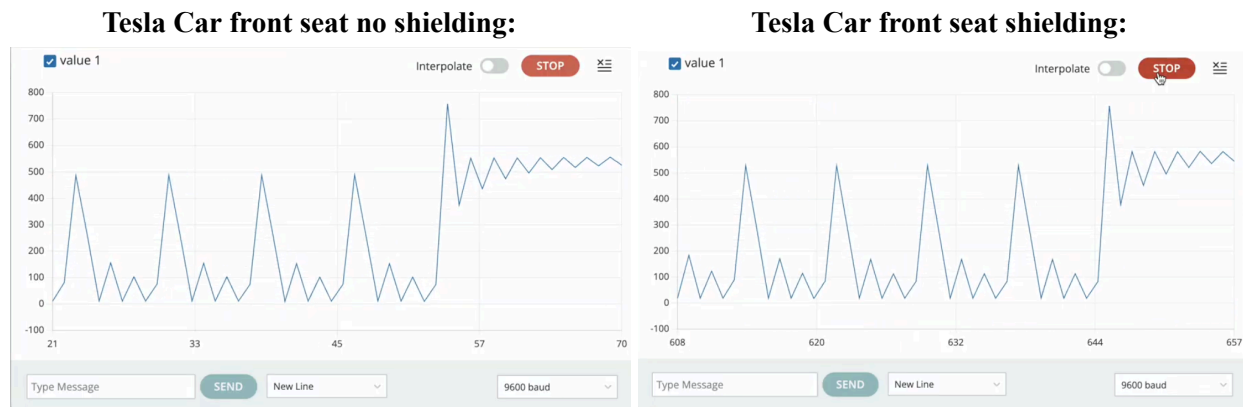 Tesla Car front seat no shielding:
value 1
Interpolate
STOP
800
700
600
500
400
300
200
100
0
-100
21
33
45
57
70
Type Message
SEND
New Line
9600 baud
Tesla Car front seat shielding:
value 1
Interpolate
STOP
800
700
600
500
400
300
200
100
0
-100
608
620
632
644
657
Type Message
SEND
New Line
9600 baud